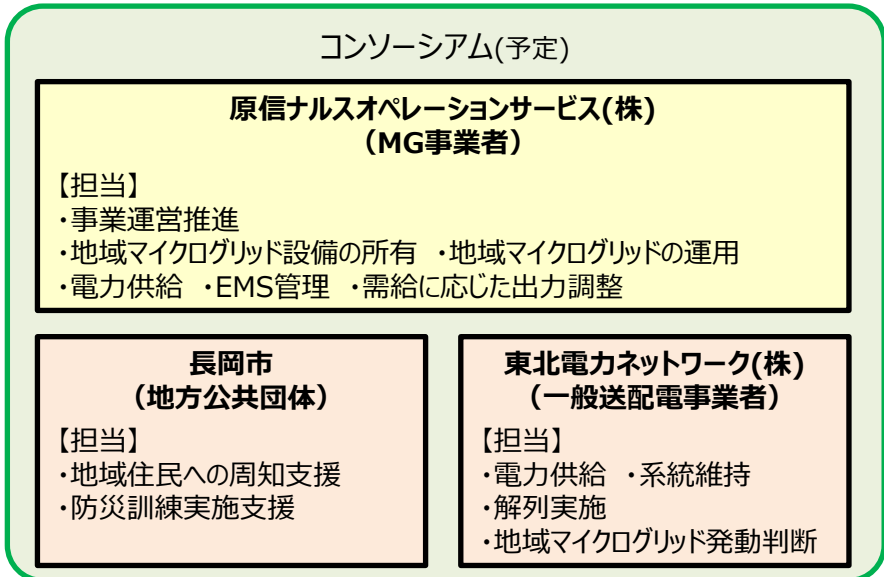 コンソーシアム(予定)
原信ナルスオペレーションサービス(株)
（MG事業者）
【担当】
・事業運営推進
・地域マイクログリッド設備の所有 ・地域マイクログリッドの運用
・電力供給 ・EMS管理 ・需給に応じた出力調整
長岡市
（地方公共団体）
【担当】
・地域住民への周知支援
・防災訓練実施支援
東北電力ネットワーク(株)
（一般送配電事業者）
【担当】
・電力供給 ・系統維持
・解列実施
・地域マイクログリッド発動判断